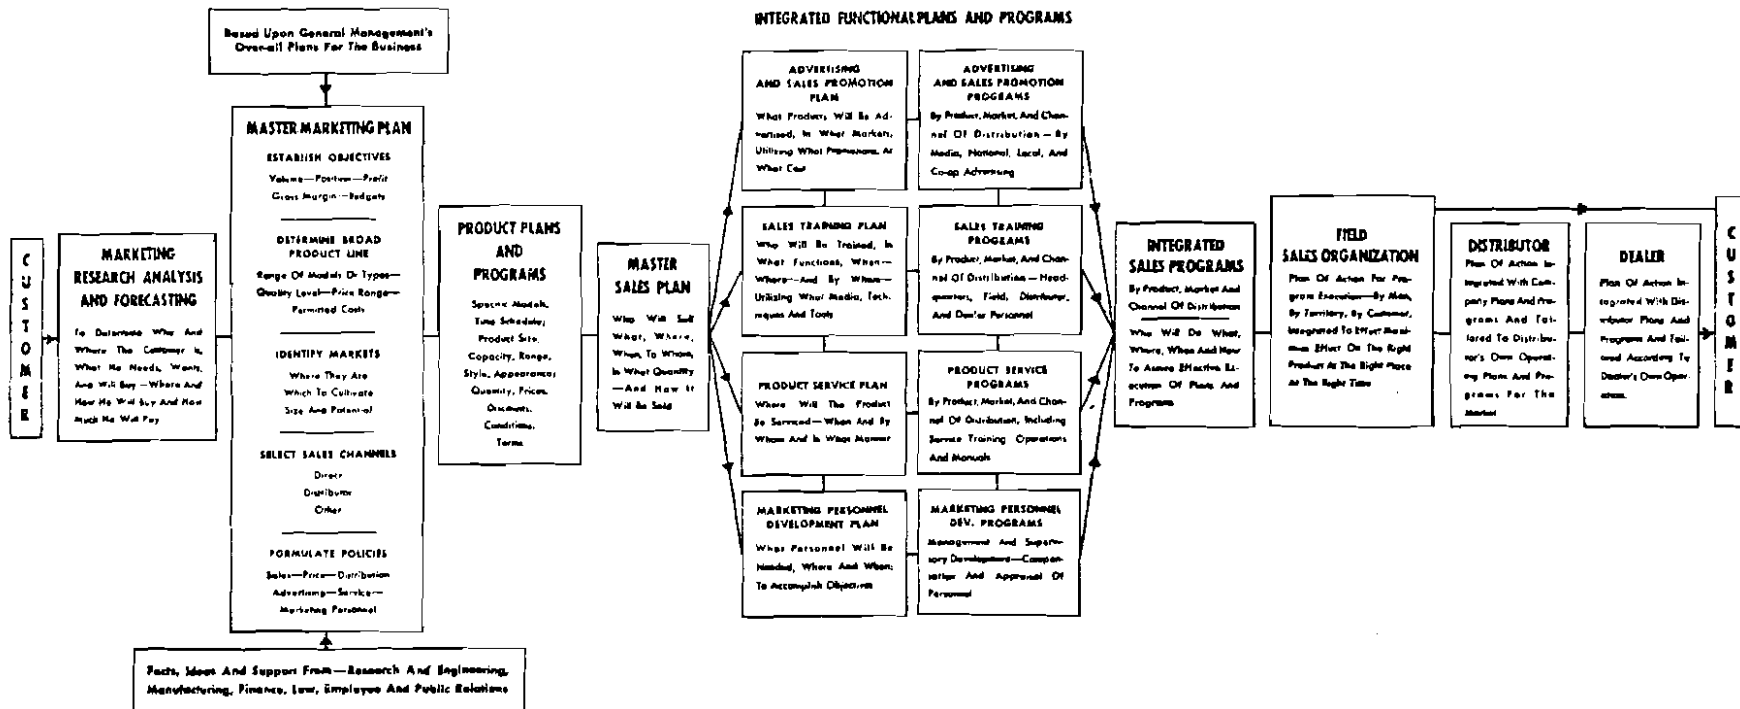 INTEGRATED FUNCTIONAL PLANS AND PROGRAMS
Based Upon General Management's
Over-all Plans For The Business
MASTER MARKETING PLAN
ESTABLISH OBJECTIVES
Volume—Position—Profit
Gross Margin—Budgets
DETERMINE BROAD
PRODUCT LINE
Range Of Models Or Types—
Quality Level—Price Range—
Permitted Costs
IDENTIFY MARKETS
Where They Are
Which To Cultivate
Size And Potential
SELECT SALES CHANNELS
Direct
Distributor
Other
FORMULATE POLICIES
Sales—Price—Distribution
Advertising—Service—
Marketing Personnel
Facts, Ideas And Support From—Research And Engineering,
Manufacturing, Finance, Law, Employee And Public Relations
CUSTOMER
MARKETING
RESEARCH ANALYSIS
AND FORECASTING
To Determine Who And
Where The Customer Is,
What He Needs, Wants,
And Will Buy—Where And
How He Will Buy And How
Much He Will Pay
PRODUCT PLANS
AND
PROGRAMS
Specific Models,
Time Schedules;
Product Size,
Capacity, Range,
Style, Appearance;
Quantity, Prices,
Discounts,
Conditions,
Terms
MASTER
SALES PLAN
Who Will Sell
What, Where,
When, To Whom,
In What Quantity
—And How It
Will Be Sold
ADVERTISING
AND SALES PROMOTION
PLAN
What Products Will Be Ad-
vertised, In What Markets,
Utilizing What Promotions, At
What Cost
ADVERTISING
AND SALES PROMOTION
PROGRAMS
By Product, Market, And Chan-
nel Of Distribution—By
Media, National, Local, And
Co-op Advertising
SALES TRAINING PLAN
Who Will Be Trained, In
What Functions, When—
Where—And By Whom—
Utilizing What Media, Tech-
niques And Tools
SALES TRAINING
PROGRAMS
By Product, Market, And Chan-
nel Of Distribution—Head-
quarters, Field, Distributor,
And Dealer Personnel
PRODUCT SERVICE PLAN
Where Will The Product
Be Serviced—When And By
Whom And In What Manner
PRODUCT SERVICE
PROGRAMS
By Product, Market, And Chan-
nel Of Distribution, Including
Service Training Operations
And Manuals
MARKETING PERSONNEL
DEVELOPMENT PLAN
What Personnel Will Be
Needed, Where And When;
To Accomplish Objectives
MARKETING PERSONNEL
DEV. PROGRAMS
Management And Supervi-
sory Development—Compen-
sation And Appraisal Of
Personnel
INTEGRATED
SALES PROGRAMS
By Product, Market And
Channel Of Distribution
Who Will Do What,
Where, When And How
To Assure Effective Ex-
ecution Of Plans And
Programs
FIELD
SALES ORGANIZATION
Plan Of Action For Pro-
gram Execution—By Man,
By Territory, By Customer,
Integrated To Effect Maxi-
mum Effect On The Right
Product At The Right Place
At The Right Time
DISTRIBUTOR
Plan Of Action In-
tegrated With Com-
pany Plans And Pro-
grams And Tai-
lored To Distribu-
tor's Own Operat-
ing Plans And Pro-
grams For The
Market
DEALER
Plan Of Action In-
tegrated With Dis-
tributor Plans And
Programs And Tail-
ored According To
Dealer's Own Oper-
ation.
CUSTOMER